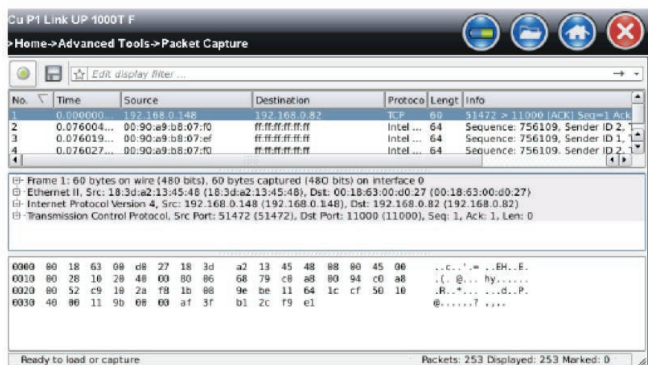 Cu P1 Link UP 1000T F
>Home->Advanced Tools->Packet Capture
Edit display filter ...
No. Time Source Destination Protoco Lengt Info
1 0.000000... 192.168.0.148 192.168.0.82 TCP 60 51472 > 11000 [ACK] Seq=1 Ack
2 0.076004... 00:90:a9:b8:07:f0 ff:ff:ff:ff:ff:ff Intel ... 64 Sequence: 756109, Sender ID 2,
3 0.076019... 00:90:a9:b8:07:ef ff:ff:ff:ff:ff:ff Intel ... 64 Sequence: 756109, Sender ID 1,
4 0.076027... 00:90:a9:b8:07:f0 ff:ff:ff:ff:ff:ff Intel ... 64 Sequence: 756109, Sender ID 2,
Frame 1: 60 bytes on wire (480 bits), 60 bytes captured (480 bits) on interface 0
Ethernet II, Src: 18:3d:a2:13:45:48 (18:3d:a2:13:45:48), Dst: 00:18:63:00:d0:27 (00:18:63:00:d0:27)
Internet Protocol Version 4, Src: 192.168.0.148 (192.168.0.148), Dst: 192.168.0.82 (192.168.0.82)
Transmission Control Protocol, Src Port: 51472 (51472), Dst Port: 11000 (11000), Seq: 1, Ack: 1, Len: 0
0000 00 18 63 00 d0 27 18 3d a2 13 45 48 08 00 45 00 ..c..'.= ..EH..E.
0010 00 28 10 20 40 00 80 06 68 79 c0 a8 00 94 c0 a8 .(. @... hy......
0020 00 52 c9 10 2a f8 1b 08 9e be 11 64 1c cf 50 10 .R..*... ...d..P.
0030 40 00 11 9b 00 00 af 3f b1 2c f9 e1 @......? .,..
Ready to load or capture Packets: 253 Displayed: 253 Marked: 0